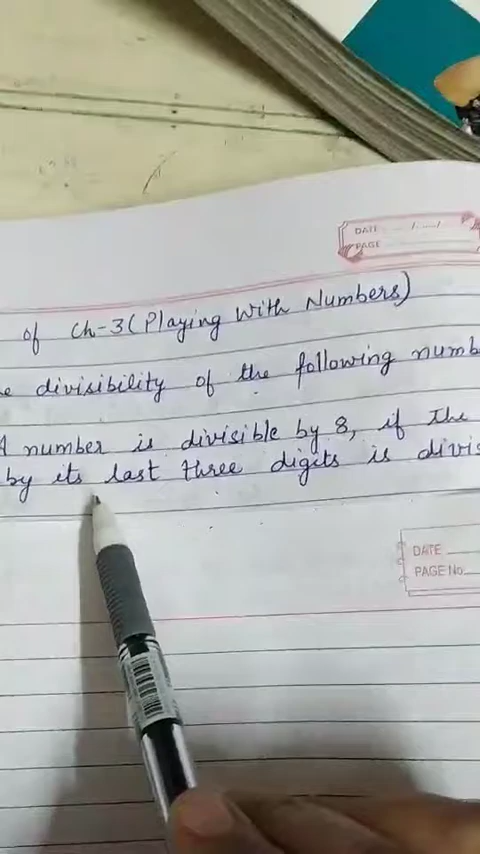 DATE ...../...../
PAGE
of Ch-3 (Playing With Numbers)
divisibility of the following numb
A number is divisible by 8, if the
by its last three digits is divis
DATE
PAGE No.